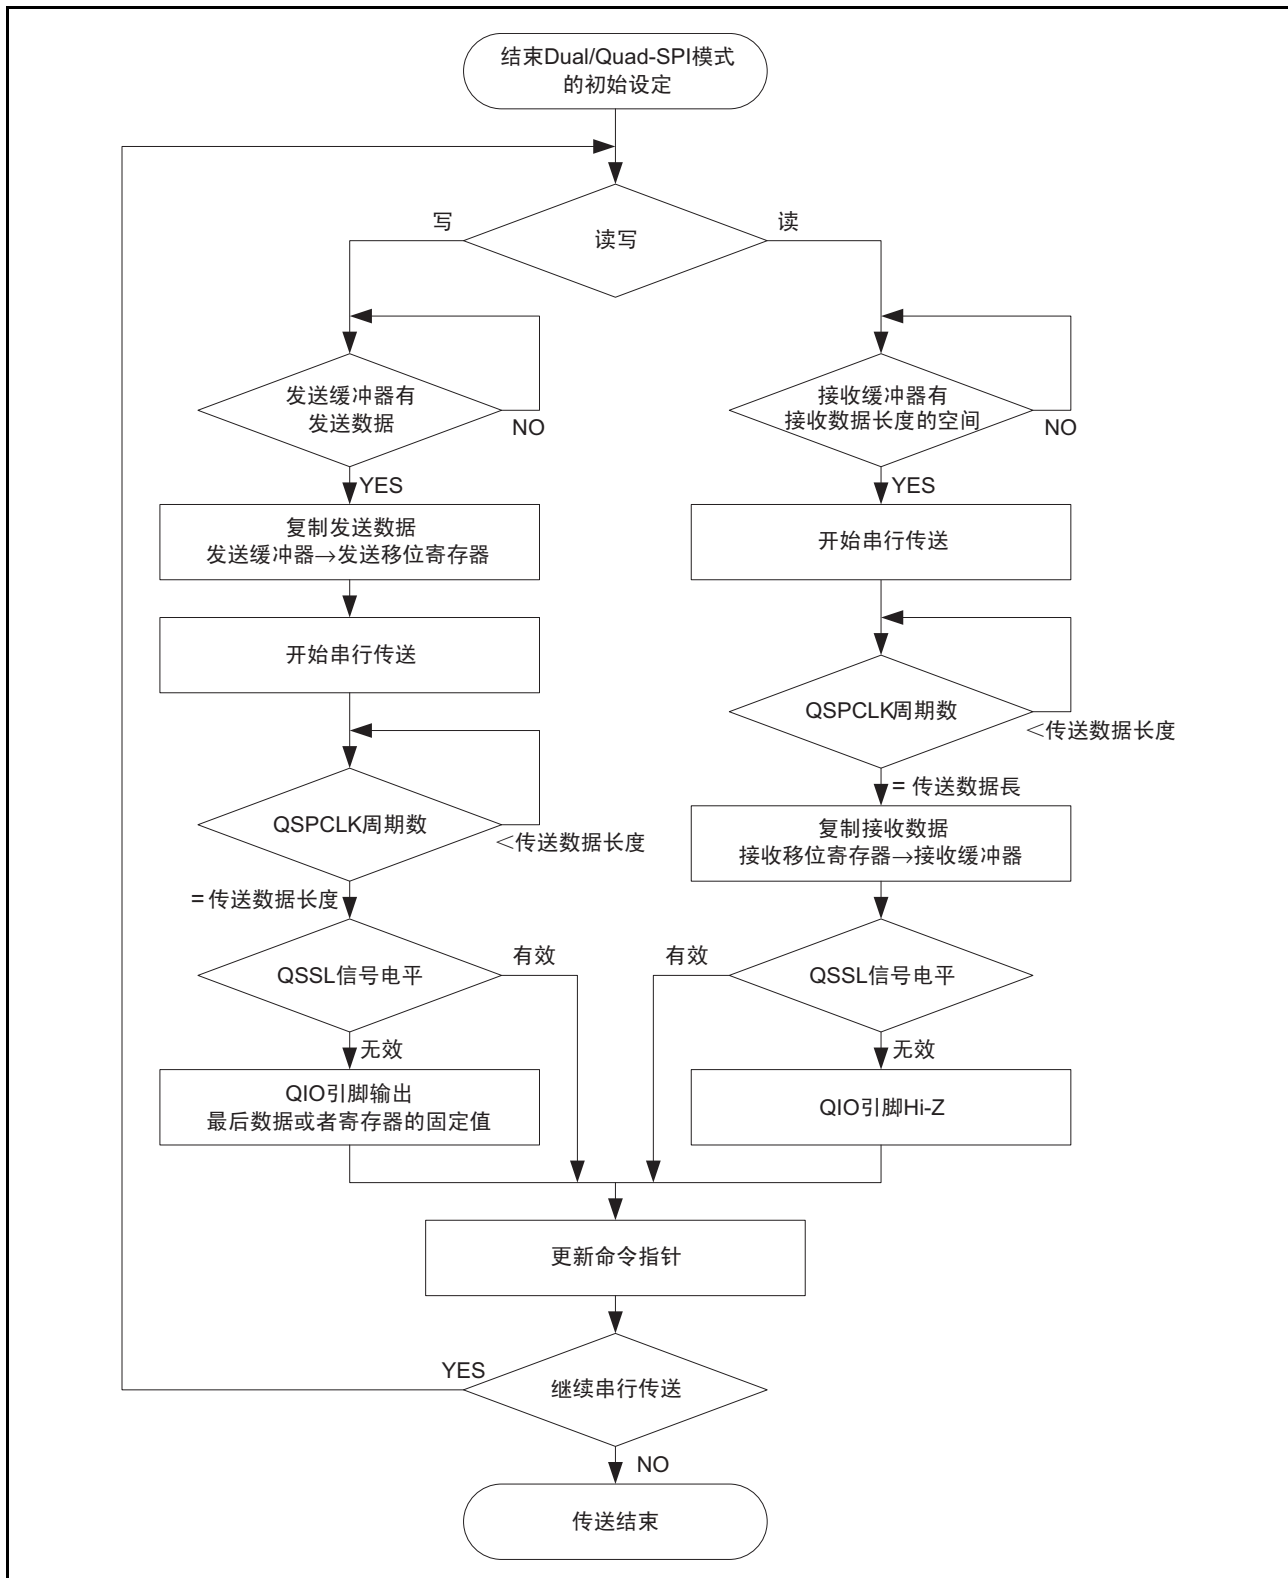 结束Dual/Quad-SPI模式
的初始设定
写
读
读写
发送缓冲器有
发送数据
NO
接收缓冲器有
接收数据长度的空间
NO
YES
YES
复制发送数据
发送缓冲器→发送移位寄存器
开始串行传送
开始串行传送
QSPCLK周期数
<传送数据长度
= 传送数据長
QSPCLK周期数
<传送数据长度
复制接收数据
接收移位寄存器→接收缓冲器
=传送数据长度
有效
有效
QSSL信号电平
QSSL信号电平
无效
无效
QIO引脚输出
最后数据或者寄存器的固定值
QIO引脚Hi-Z
更新命令指针
YES
继续串行传送
NO
传送结束